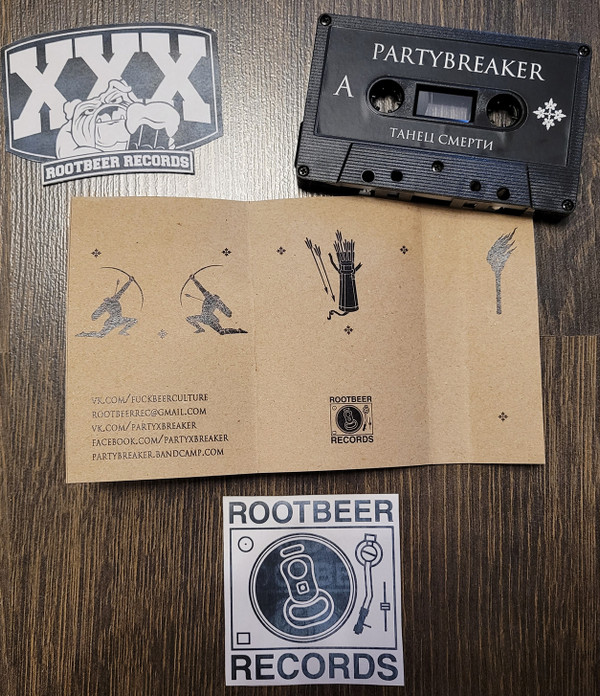 XXX
ROOTBEER RECORDS
PARTYBREAKER
A
ТАНЕЦ СМЕРТИ
VK.COM/FUCKBEERCULTURE
ROOTBEERREC@GMAIL.COM
VK.COM/PARTYXBREAKER
FACEBOOK.COM/PARTYXBREAKER
PARTYBREAKER.BANDCAMP.COM
ROOTBEER
RECORDS
ROOTBEER
RECORDS